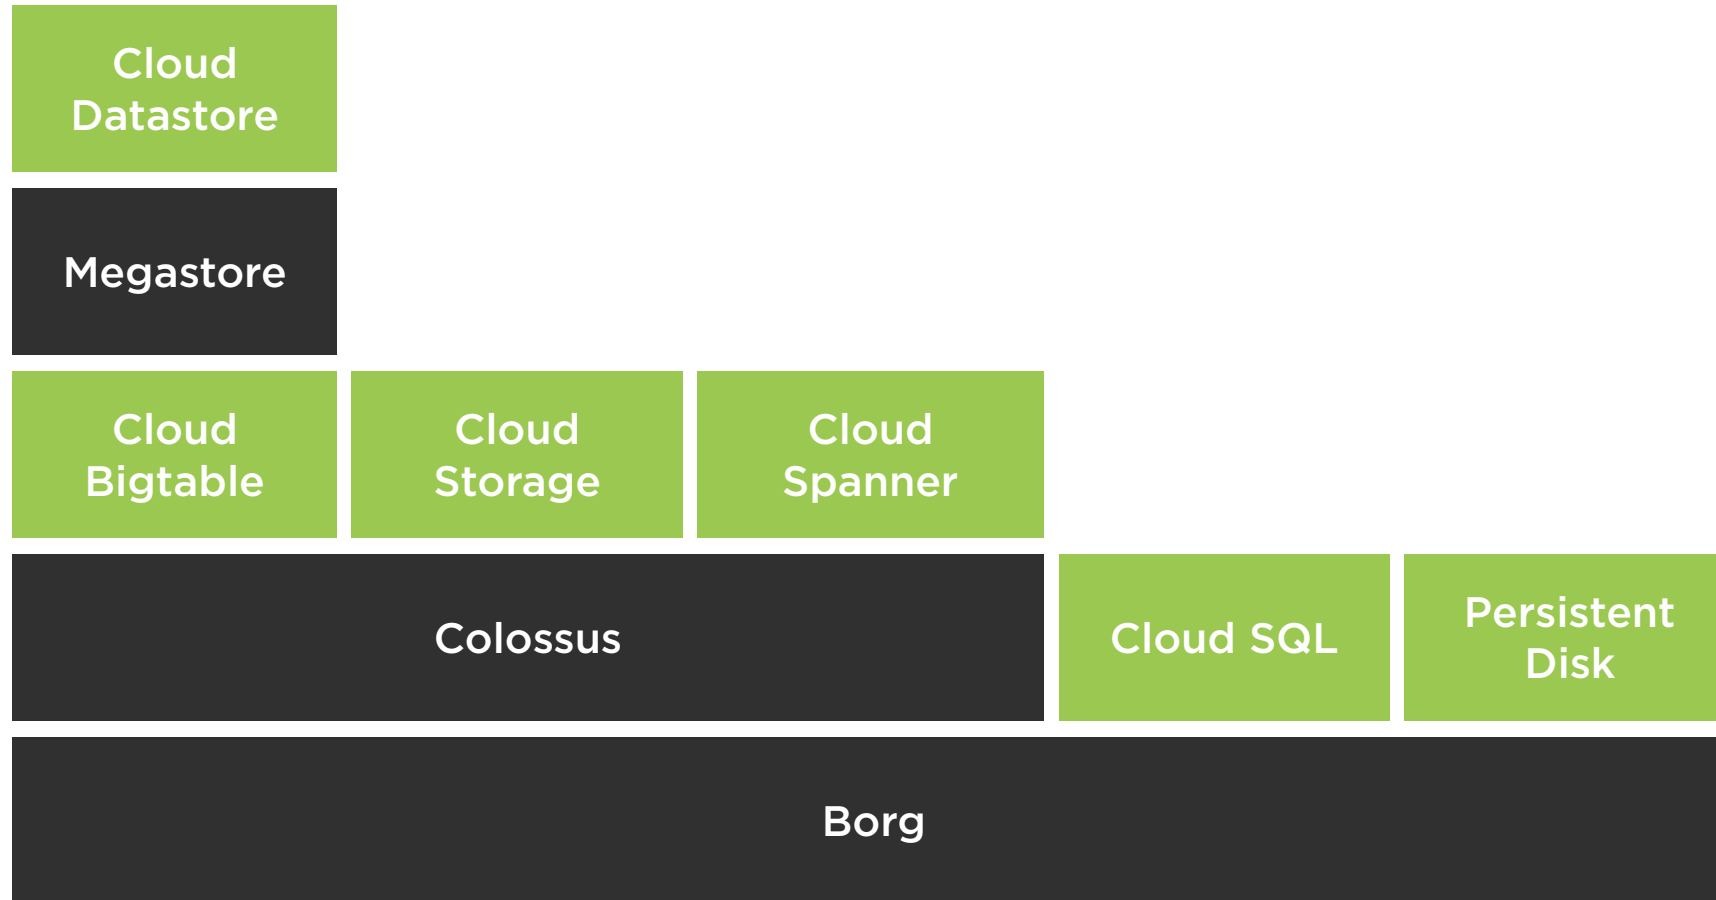 Cloud
Datastore
Megastore
Cloud
Bigtable
Cloud
Storage
Cloud
Spanner
Colossus
Cloud SQL
Persistent
Disk
Borg